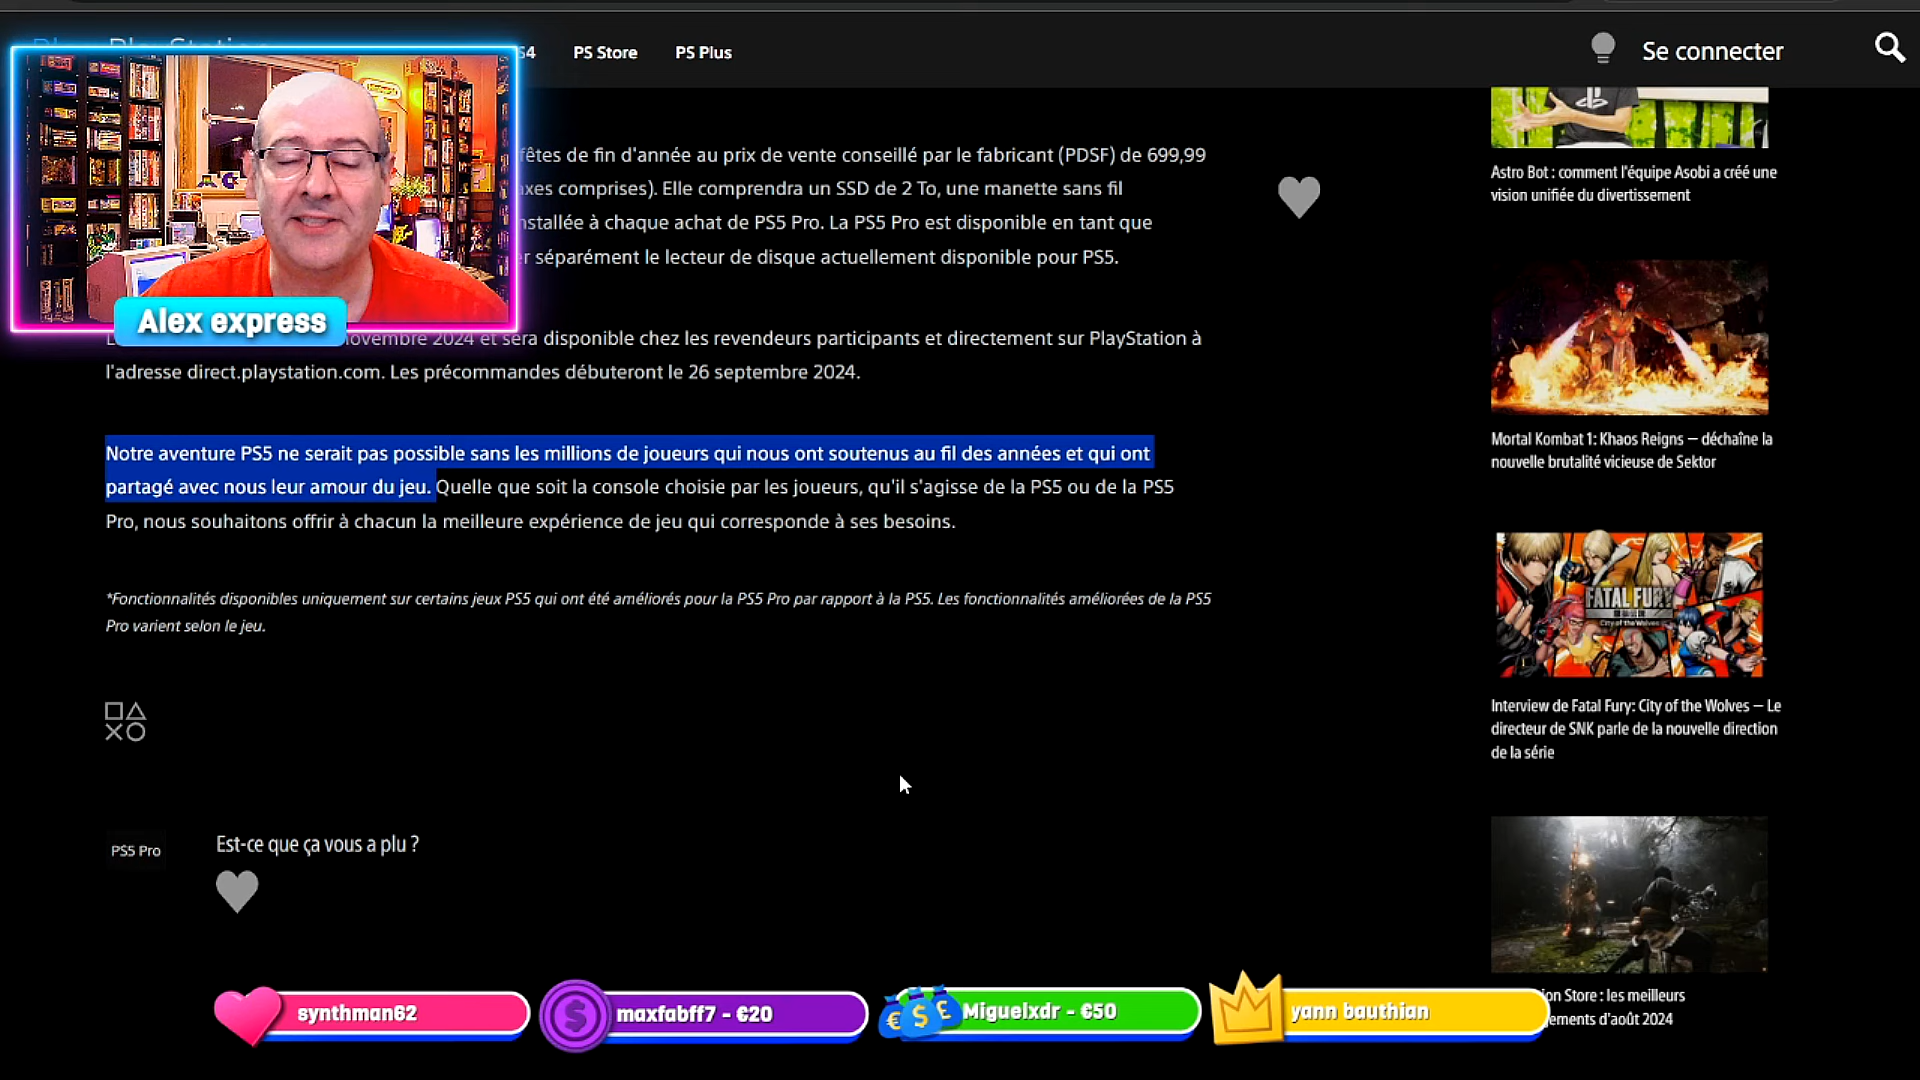 PS Store
PS Plus
Se connecter
Alex express
fêtes de fin d'année au prix de vente conseillé par le fabricant (PDSF) de 699,99
axes comprises). Elle comprendra un SSD de 2 To, une manette sans fil
nstallée à chaque achat de PS5 Pro. La PS5 Pro est disponible en tant que
r séparément le lecteur de disque actuellement disponible pour PS5.
novembre 2024 et sera disponible chez les revendeurs participants et directement sur PlayStation à
l'adresse direct.playstation.com. Les précommandes débuteront le 26 septembre 2024.
Notre aventure PS5 ne serait pas possible sans les millions de joueurs qui nous ont soutenus au fil des années et qui ont
partagé avec nous leur amour du jeu. Quelle que soit la console choisie par les joueurs, qu'il s'agisse de la PS5 ou de la PS5
Pro, nous souhaitons offrir à chacun la meilleure expérience de jeu qui corresponde à ses besoins.
*Fonctionnalités disponibles uniquement sur certains jeux PS5 qui ont été améliorés pour la PS5 Pro par rapport à la PS5. Les fonctionnalités améliorées de la PS5
Pro varient selon le jeu.
PS5 Pro
Est-ce que ça vous a plu ?
Astro Bot : comment l'équipe Asobi a créé une
vision unifiée du divertissement
Mortal Kombat 1: Khaos Reigns – déchaîne la
nouvelle brutalité vicieuse de Sektor
FATAL FURY
City of the Wolves
Interview de Fatal Fury: City of the Wolves – Le
directeur de SNK parle de la nouvelle direction
de la série
ion Store : les meilleurs
gements d'août 2024
synthman62
maxfabff7 - €20
Miguelxdr - €50
yann bauthian